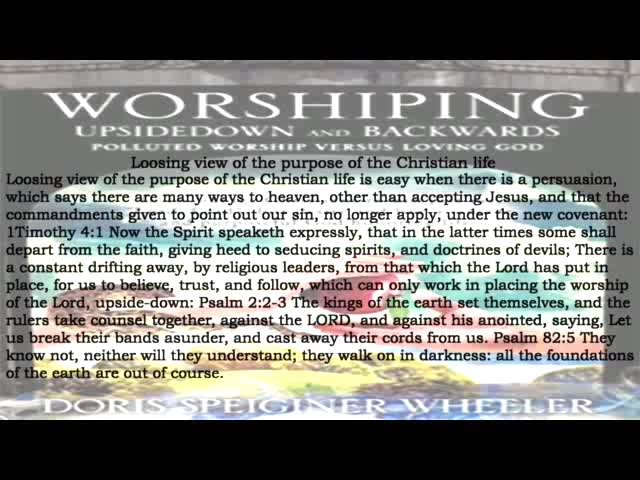 WORSHIPING
UPSIDEDOWN AND BACKWARDS
POLLUTED WORSHIP VERSUS LOVING GOD
Loosing view of the purpose of the Christian life
Loosing view of the purpose of the Christian life is easy when there is a persuasion,
which says there are many ways to heaven, other than accepting Jesus, and that the
commandments given to point out our sin, no longer apply, under the new covenant:
1Timothy 4:1 Now the Spirit speaketh expressly, that in the latter times some shall
depart from the faith, giving heed to seducing spirits, and doctrines of devils; There is
a constant drifting away, by religious leaders, from that which the Lord has put in
place, for us to believe, trust, and follow, which can only work in placing the worship
of the Lord, upside-down: Psalm 2:2-3 The kings of the earth set themselves, and the
rulers take counsel together, against the LORD, and against his anointed, saying, Let
us break their bands asunder, and cast away their cords from us. Psalm 82:5 They
know not, neither will they understand; they walk on in darkness: all the foundations
of the earth are out of course.
DORIS SPEIGINER WHEELER